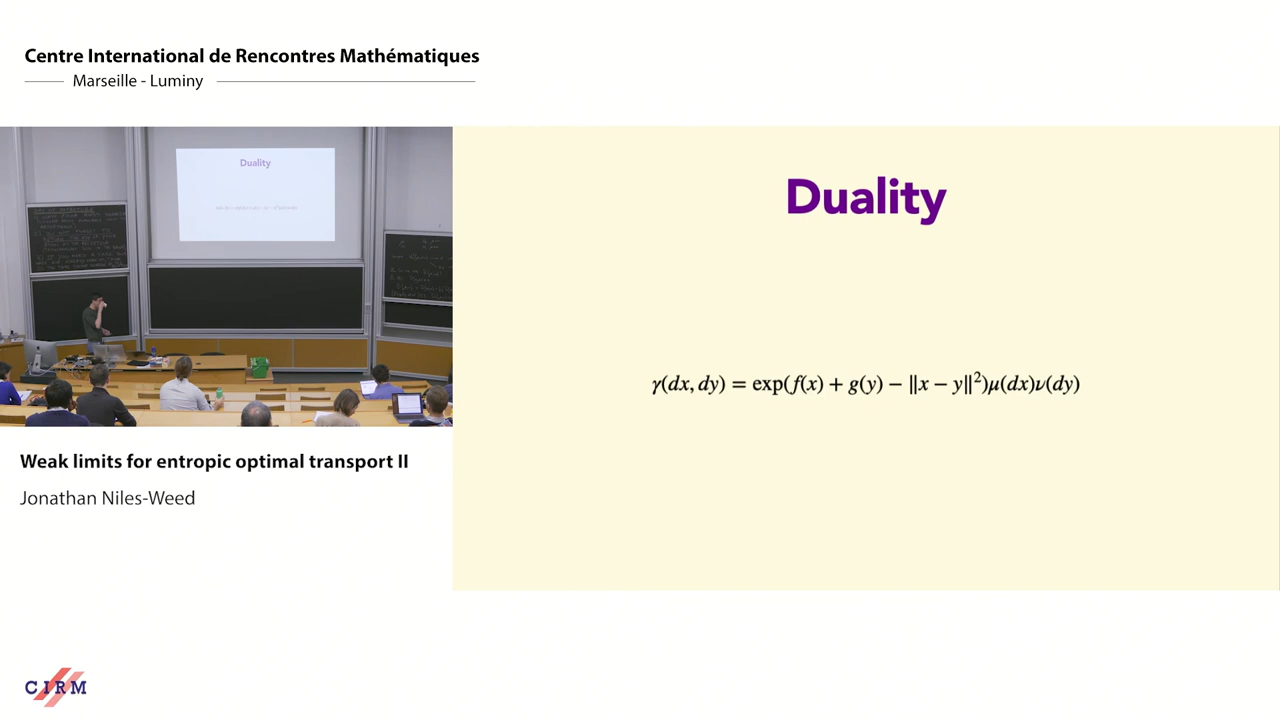 Centre International de Rencontres Mathématiques
Marseille - Luminy
Duality
Duality
γ(dx, dy) = exp(f(x) + g(y) − ||x − y||²)μ(dx)ν(dy)
Weak limits for entropic optimal transport II
Jonathan Niles-Weed
CIRM